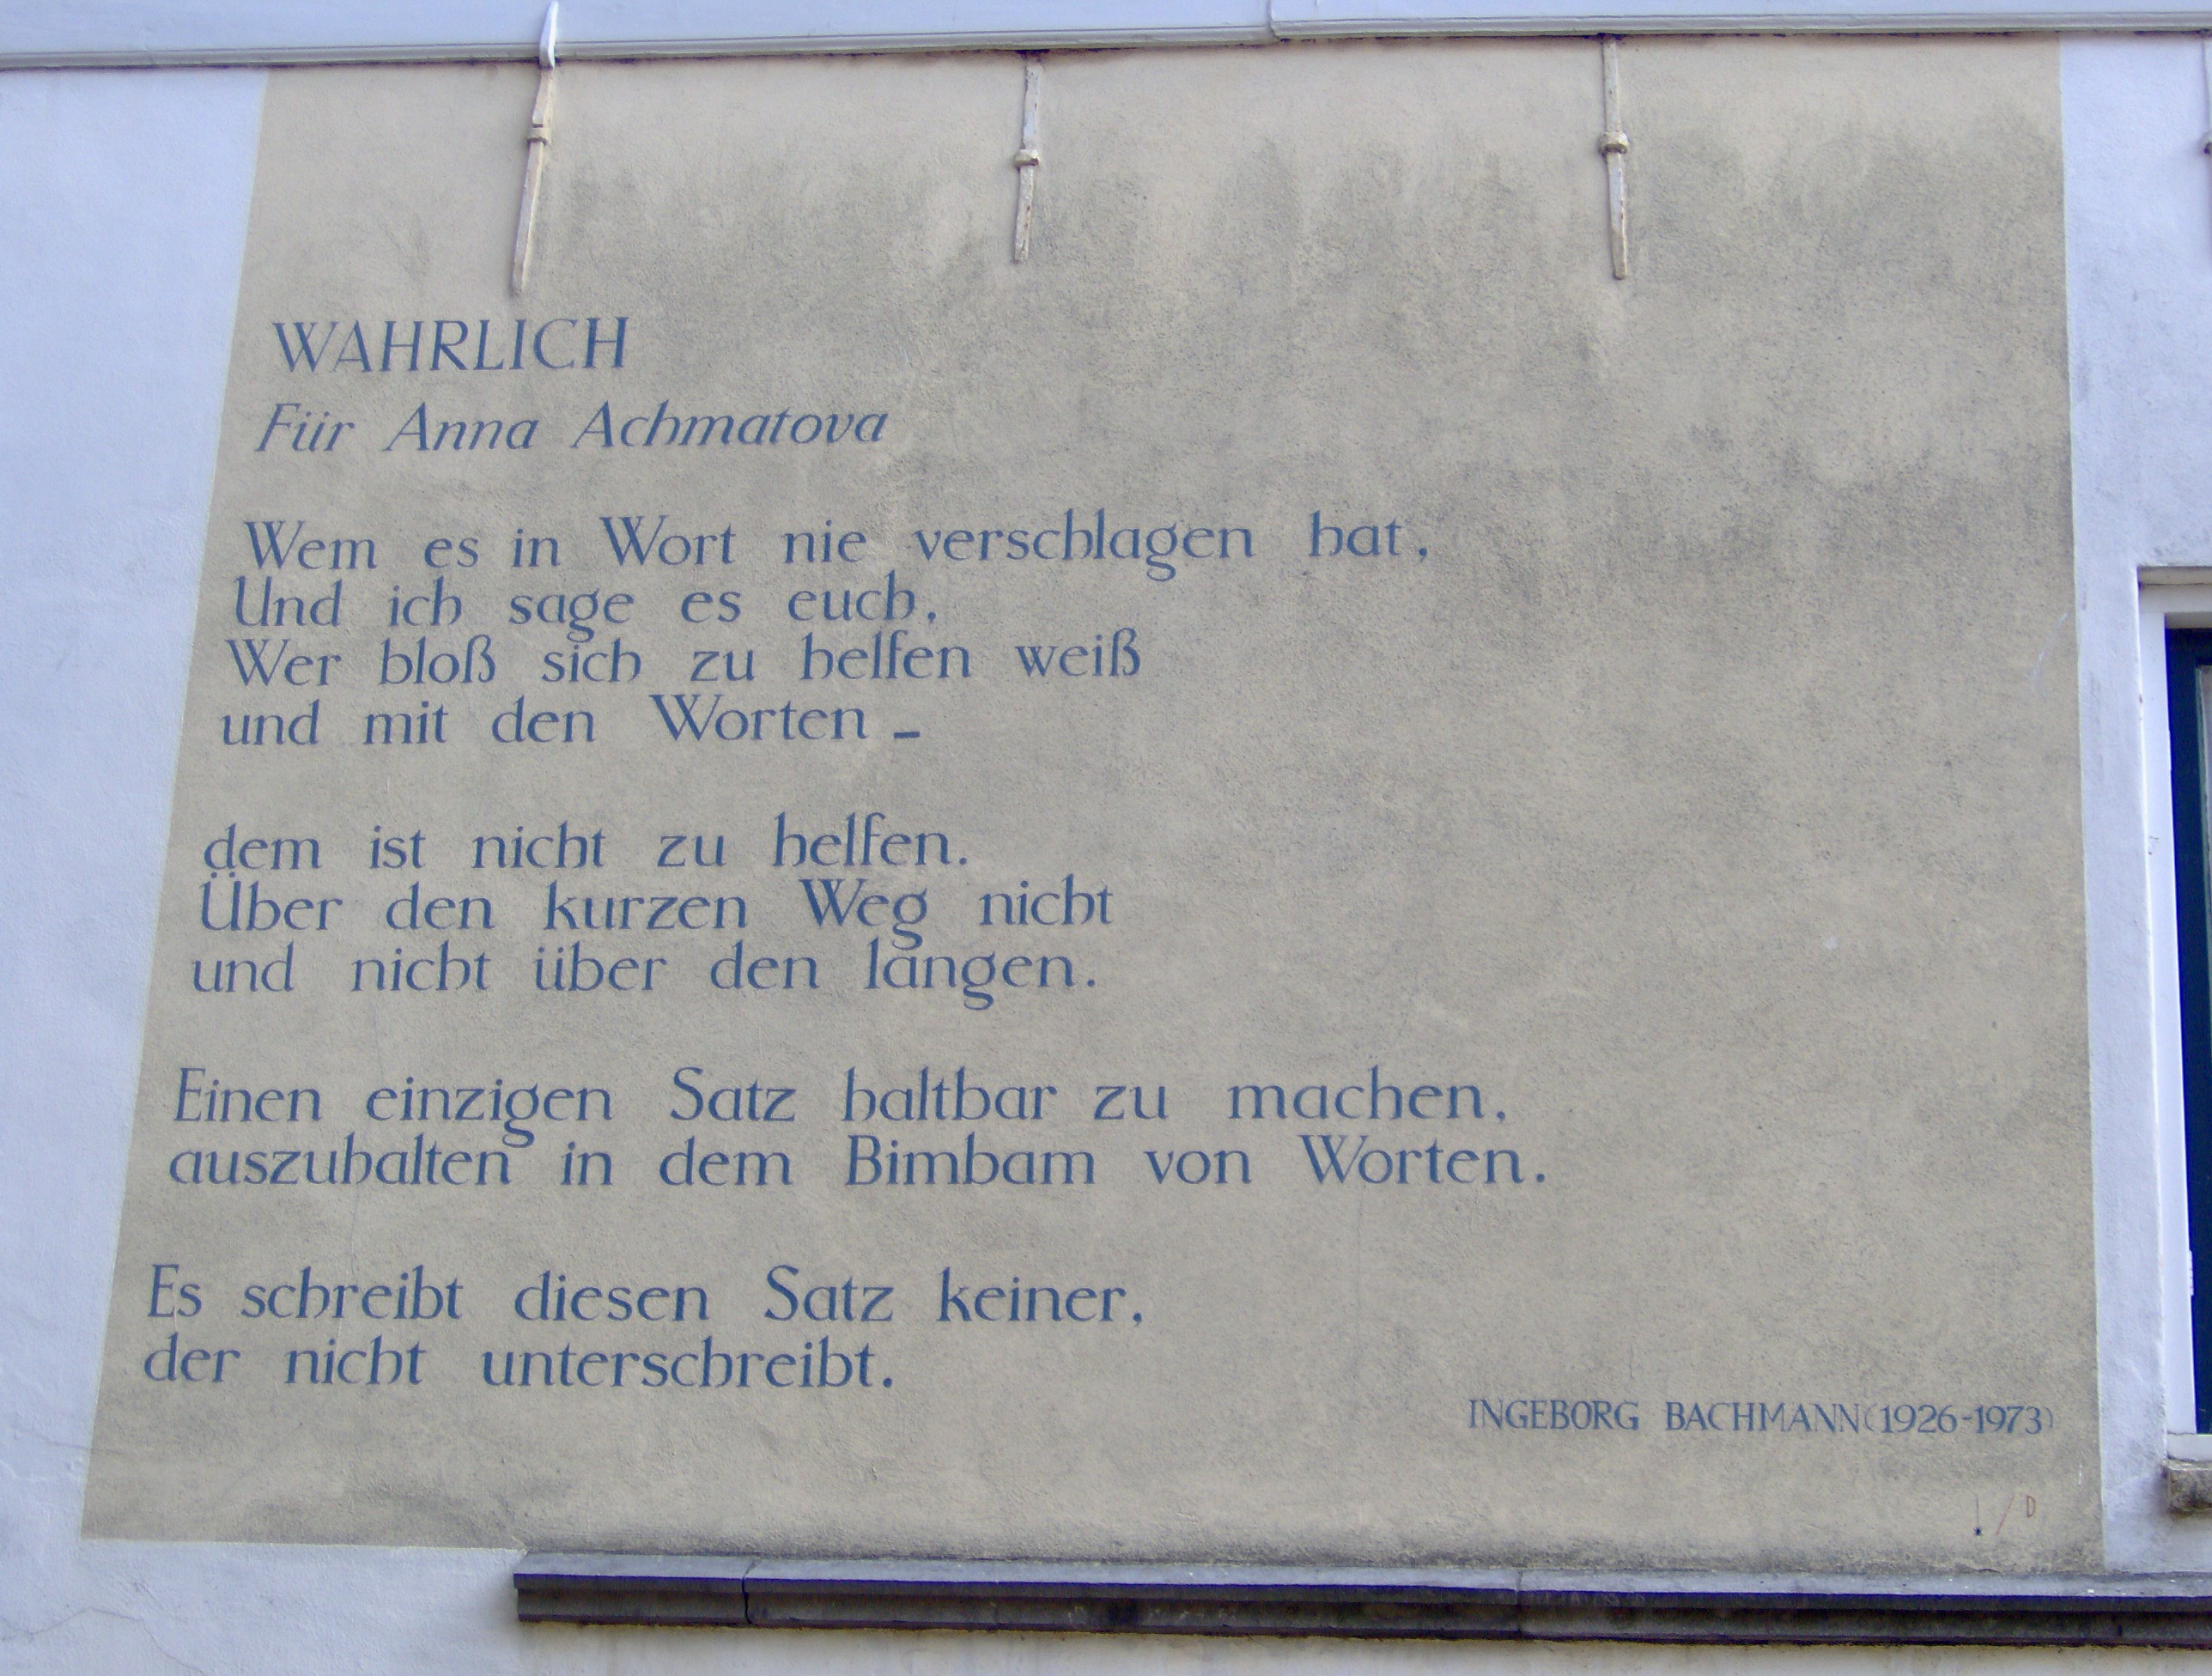 WAHRLICH
Für Anna Achmatova
Wem es in Wort nie verschlagen hat,
Und ich sage es euch,
Wer bloß sich zu helfen weiß
und mit den Worten –
dem ist nicht zu helfen.
Über den kurzen Weg nicht
und nicht über den langen.
Einen einzigen Satz haltbar zu machen,
auszuhalten in dem Bimbam von Worten.
Es schreibt diesen Satz keiner,
der nicht unterschreibt.
INGEBORG BACHMANN (1926-1973)